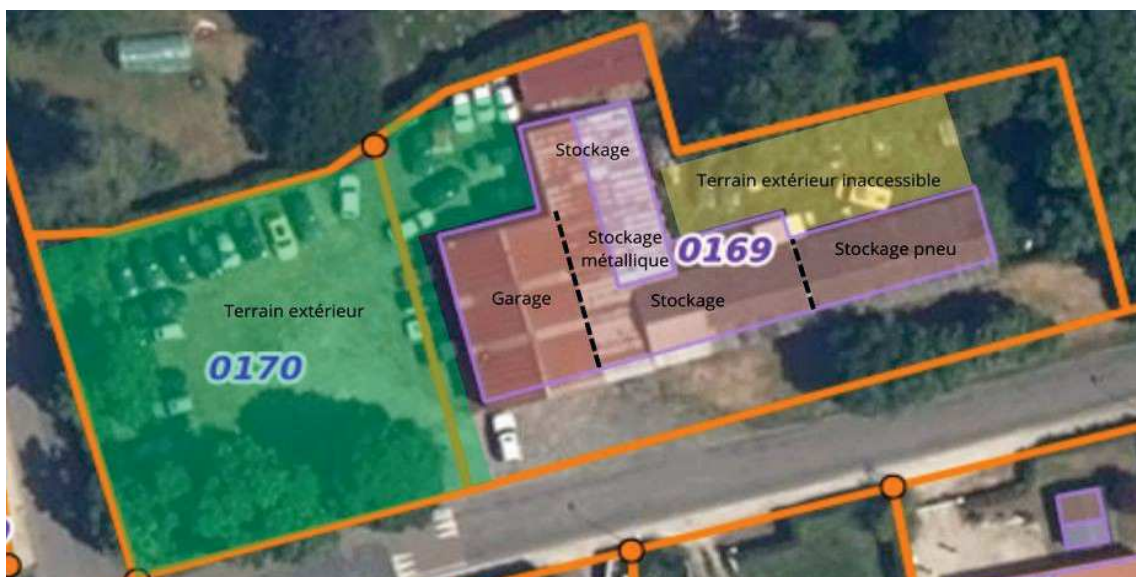 Stockage
Terrain extérieur inaccessible
Stockage
métallique
0169
Stockage pneu
Garage
Stockage
Terrain extérieur
0170